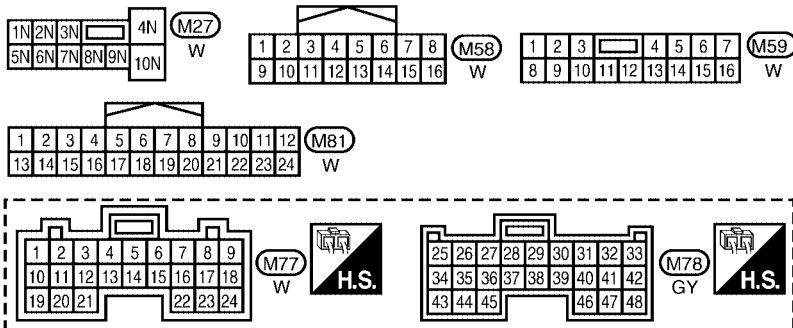 1N 2N 3N 4N M27
5N 6N 7N 8N 9N 10N W
1 2 3 4 5 6 7 8 M58
9 10 11 12 13 14 15 16 W
1 2 3 4 5 6 7 M59
8 9 10 11 12 13 14 15 16 W
1 2 3 4 5 6 7 8 9 10 11 12 M81
13 14 15 16 17 18 19 20 21 22 23 24 W
1 2 3 4 5 6 7 8 9
10 11 12 13 14 15 16 17 18
19 20 21 22 23 24
M77
W
H.S.
25 26 27 28 29 30 31 32 33
34 35 36 37 38 39 40 41 42
43 44 45 46 47 48
M78
GY
H.S.